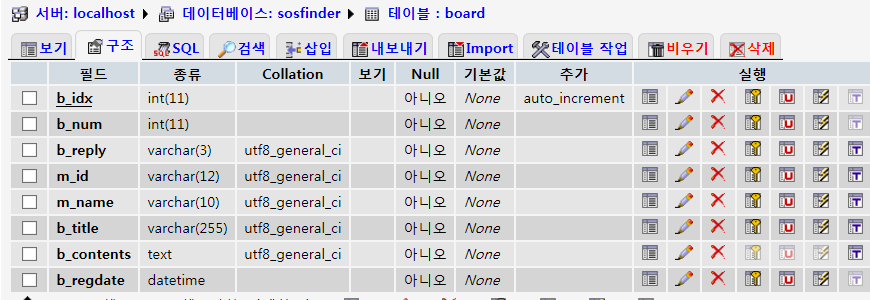 서버: localhost ▶ 데이터베이스: sosfinder ▶ 테이블 : board
보기 구조 SQL 검색 삽입 내보내기 Import 테이블 작업 비우기 삭제
필드 종류 Collation 보기 Null 기본값 추가 실행
b_idx int(11) 아니오 None auto_increment
b_num int(11) 아니오 None
b_reply varchar(3) utf8_general_ci 아니오 None
m_id varchar(12) utf8_general_ci 아니오 None
m_name varchar(10) utf8_general_ci 아니오 None
b_title varchar(255) utf8_general_ci 아니오 None
b_contents text utf8_general_ci 아니오 None
b_regdate datetime 아니오 None